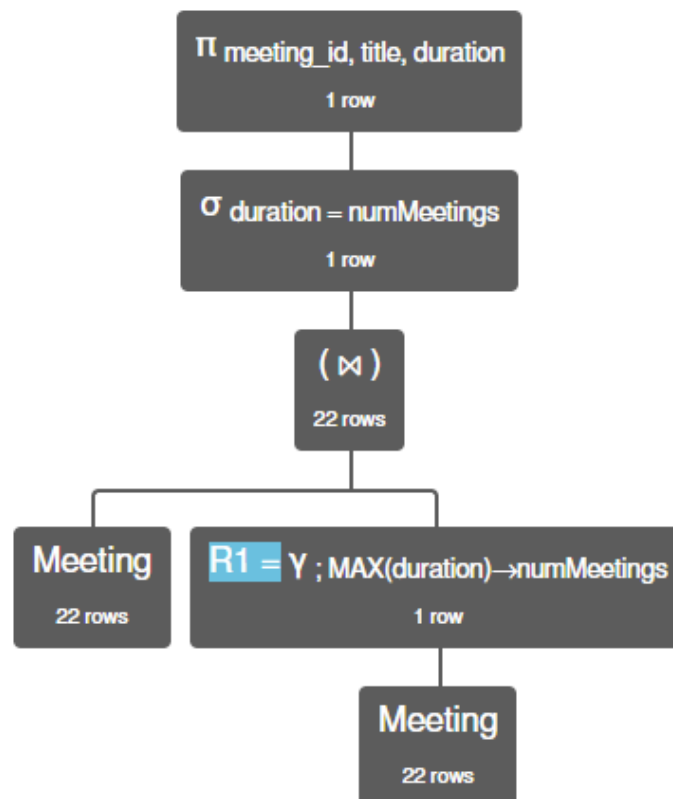 π meeting_id, title, duration
1 row
σ duration = numMeetings
1 row
( ⋈ )
22 rows
Meeting
22 rows
R1 = γ ; MAX(duration)→numMeetings
1 row
Meeting
22 rows